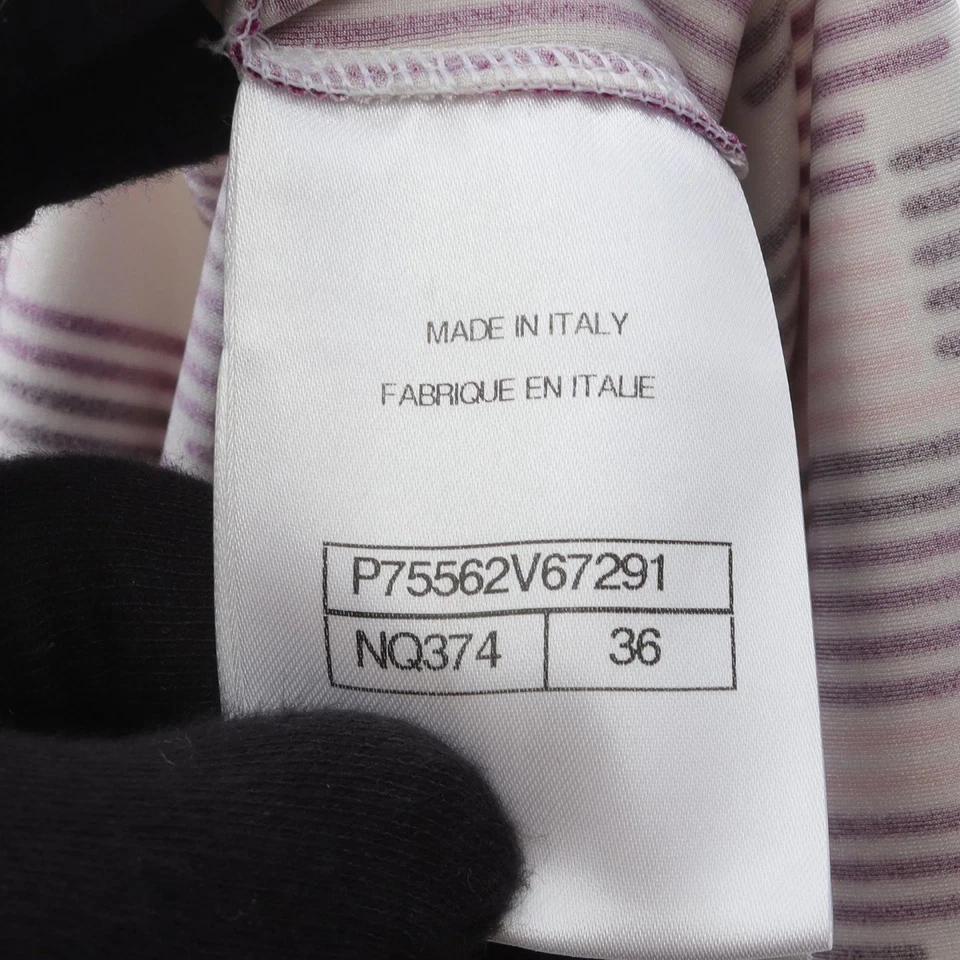 MADE IN ITALY
FABRIQUE EN ITALIE
P75562V67291
NQ374 36